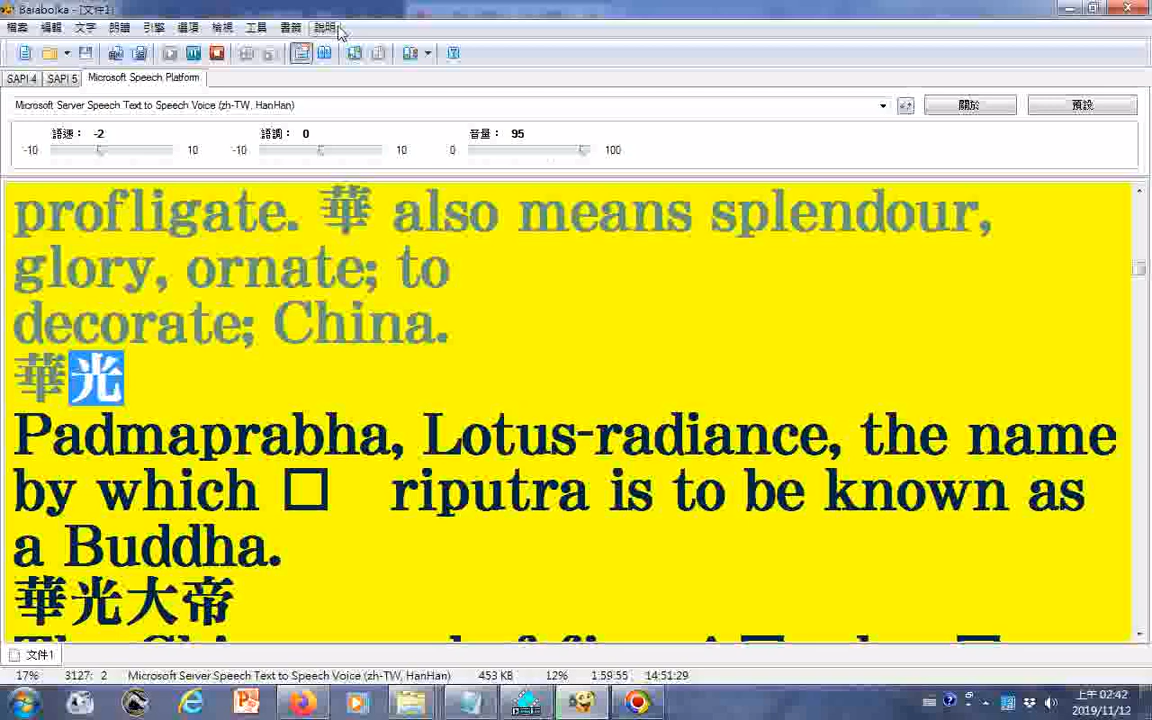 Balabolka - [文件1]
檔案 編輯 文字 朗讀 引擎 選項 檢視 工具 書籤 說明
SAPI 4 SAPI 5 Microsoft Speech Platform
Microsoft Server Speech Text to Speech Voice (zh-TW, HanHan) 關於 預設
語速： -2 語調： 0 音量： 95
-10 10 -10 10 0 100
profligate. 華 also means splendour,
glory, ornate; to
decorate; China.
華光
Padmaprabha, Lotus-radiance, the name
by which □ riputra is to be known as
a Buddha.
華光大帝
文件1
17% 3127: 2 Microsoft Server Speech Text to Speech Voice (zh-TW, HanHan) 453 KB 12% 1:59:55 14:51:29
上午 02:42
2019/11/12